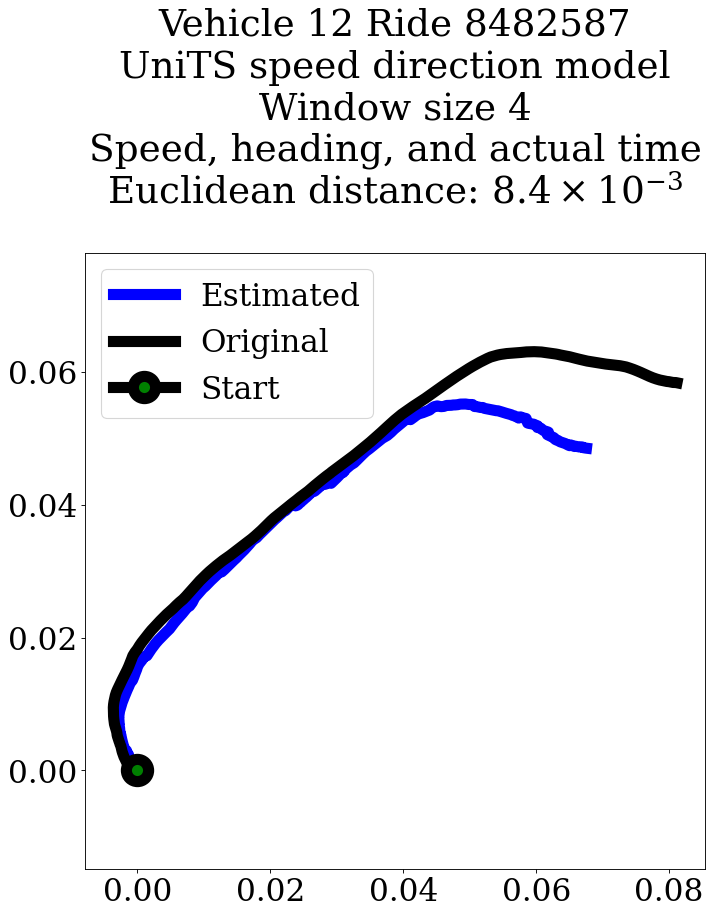 Vehicle 12 Ride 8482587
UniTS speed direction model
Window size 4
Speed, heading, and actual time
Euclidean distance: 8.4 × 10⁻³
Estimated
Original
Start
0.06
0.04
0.02
0.00
0.00 0.02 0.04 0.06 0.08